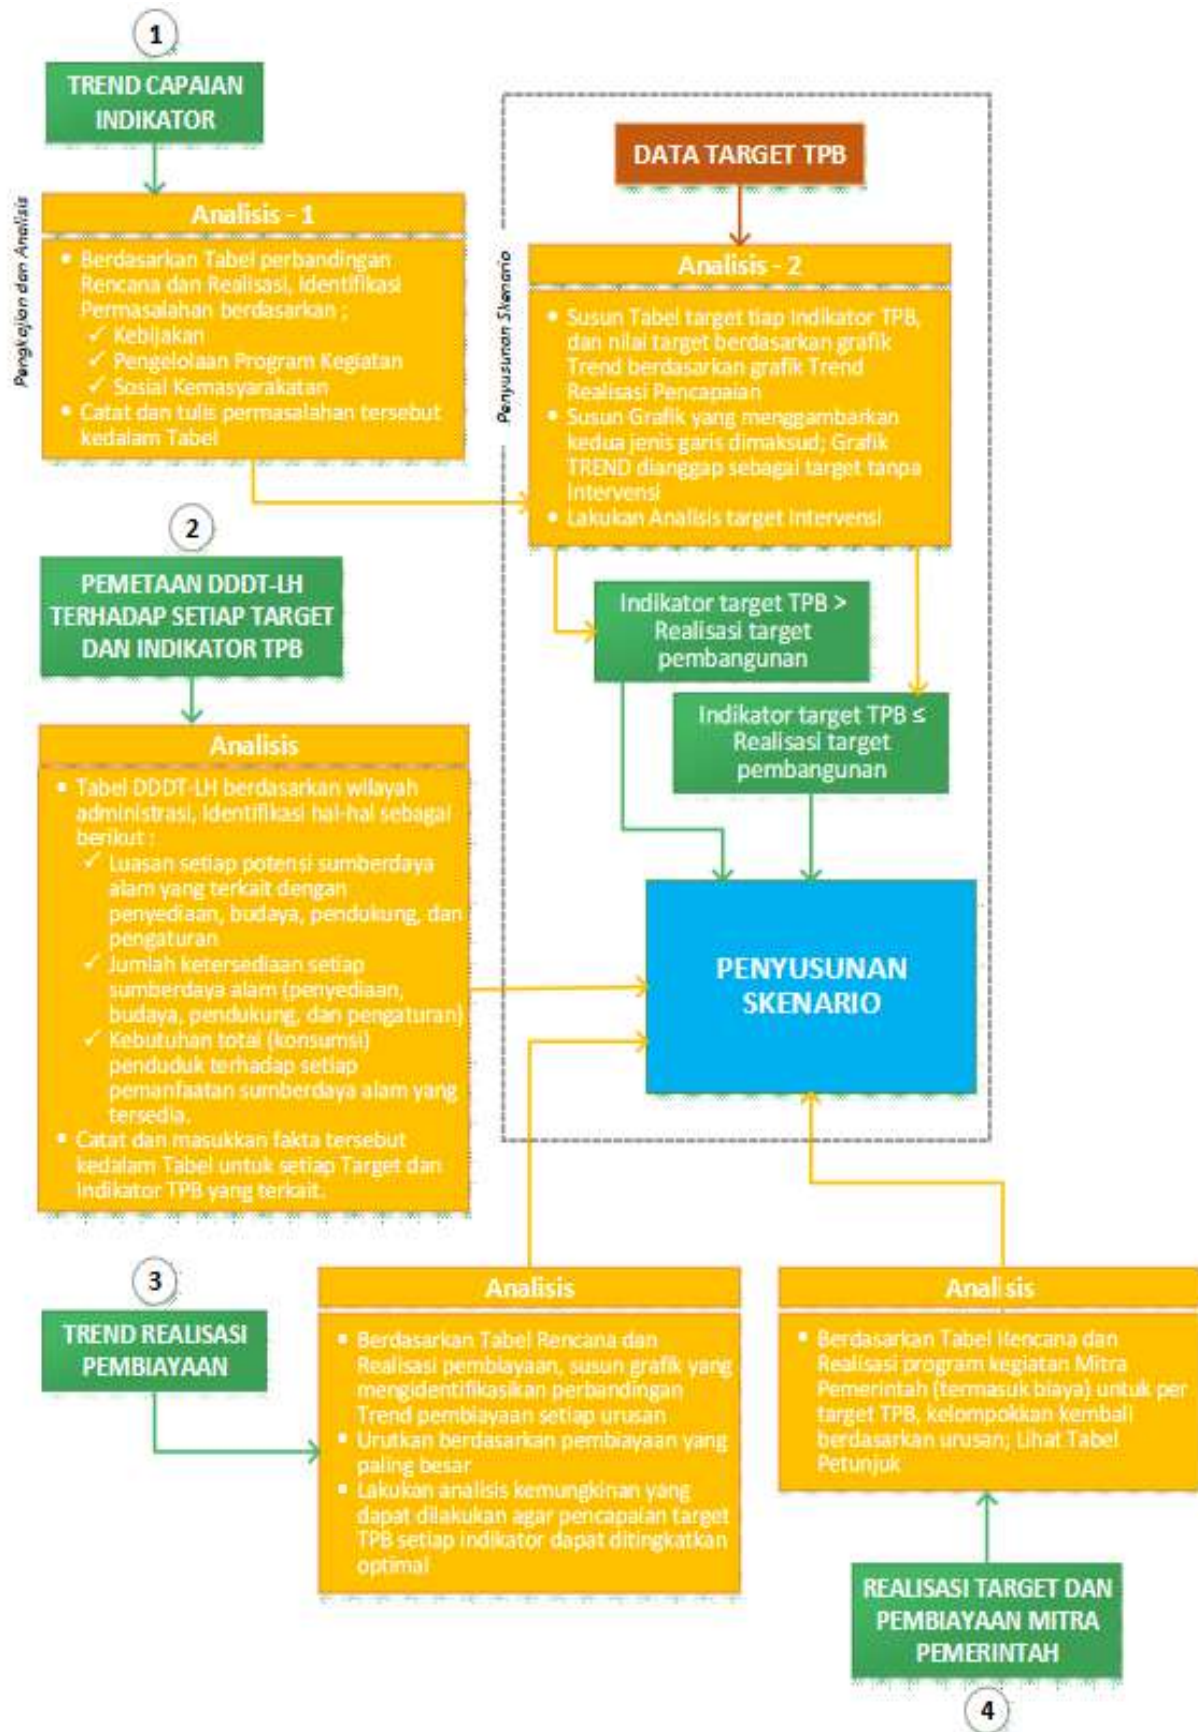 1
TREND CAPAIAN
INDIKATOR
Pengkajian dan Analisis
Analisis - 1
▪ Berdasarkan Tabel perbandingan
Rencana dan Realisasi, Identifikasi
Permasalahan berdasarkan ;
✓ Kebijakan
✓ Pengelolaan Program Kegiatan
✓ Sosial Kemasyarakatan
▪ Catat dan tulis permasalahan tersebut
kedalam Tabel
Penyusunan Skenario
DATA TARGET TPB
Analisis - 2
▪ Susun Tabel target tiap Indikator TPB,
dan nilai target berdasarkan grafik
Trend berdasarkan grafik Trend
Realisasi Pencapaian
▪ Susun Grafik yang menggambarkan
kedua jenis garis dimaksud; Grafik
TREND dianggap sebagai target tanpa
Intervensi
▪ Lakukan Analisis target Intervensi
Indikator target TPB >
Realisasi target
pembangunan
Indikator target TPB ≤
Realisasi target
pembangunan
PENYUSUNAN
SKENARIO
2
PEMETAAN DDDT-LH
TERHADAP SETIAP TARGET
DAN INDIKATOR TPB
Analisis
▪ Tabel DDDT-LH berdasarkan wilayah
administrasi, identifikasi hal-hal sebagai
berikut :
✓ Luasan setiap potensi sumberdaya
alam yang terkait dengan
penyediaan, budaya, pendukung, dan
pengaturan
✓ Jumlah ketersediaan setiap
sumberdaya alam (penyediaan,
budaya, pendukung, dan pengaturan)
✓ Kebutuhan total (konsumsi)
penduduk terhadap setiap
pemanfaatan sumberdaya alam yang
tersedia.
▪ Catat dan masukkan fakta tersebut
kedalam Tabel untuk setiap Target dan
Indikator TPB yang terkait.
3
TREND REALISASI
PEMBIAYAAN
Analisis
▪ Berdasarkan Tabel Rencana dan
Realisasi pembiayaan, susun grafik yang
mengidentifikasikan perbandingan
Trend pembiayaan setiap urusan
▪ Urutkan berdasarkan pembiayaan yang
paling besar
▪ Lakukan analisis kemungkinan yang
dapat dilakukan agar pencapaian target
TPB setiap indikator dapat ditingkatkan
optimal
Analisis
▪ Berdasarkan Tabel Rencana dan
Realisasi program kegiatan Mitra
Pemerintah (termasuk biaya) untuk per
target TPB, kelompokkan kembali
berdasarkan urusan; Lihat Tabel
Petunjuk
REALISASI TARGET DAN
PEMBIAYAAN MITRA
PEMERINTAH
4